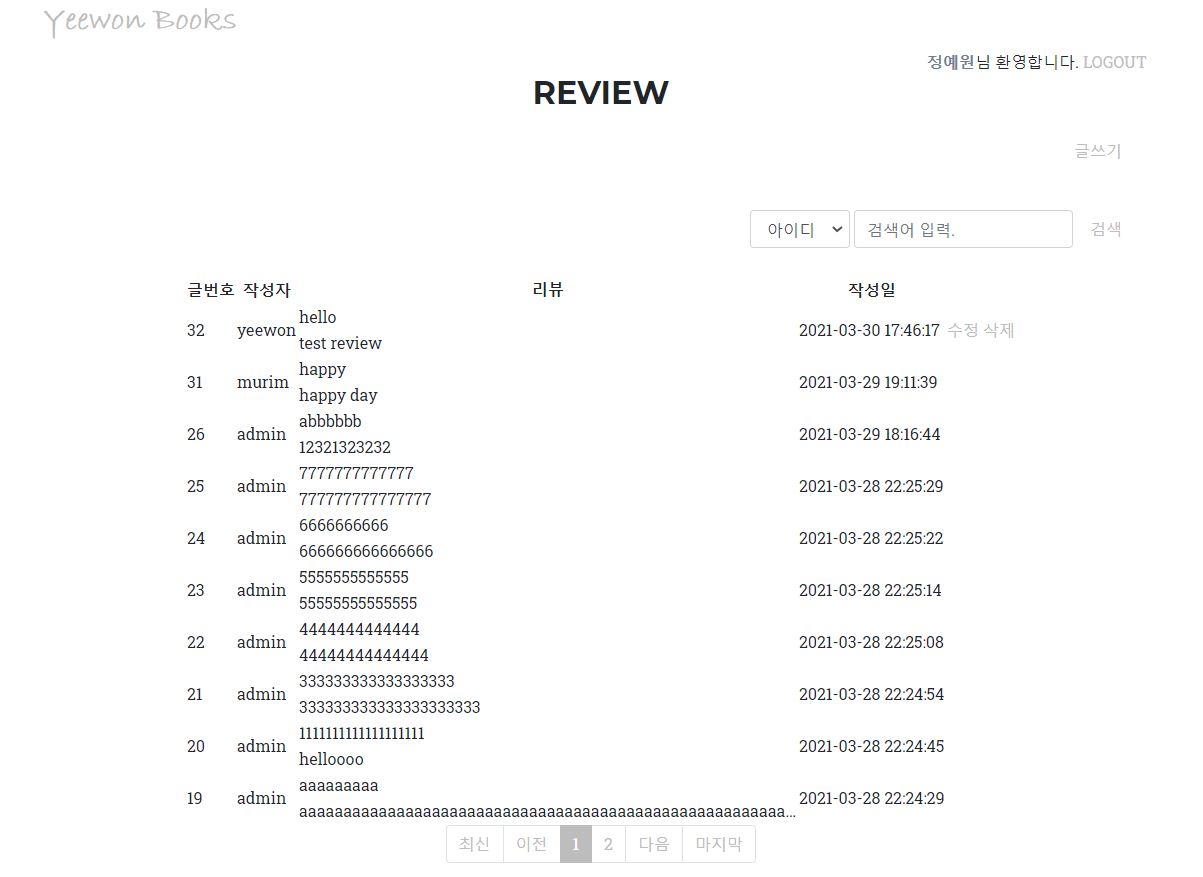 Yeewon Books
정예원님 환영합니다. LOGOUT
REVIEW
글쓰기
아이디 검색어 입력. 검색
글번호 작성자 리뷰 작성일
32 yeewon hello 2021-03-30 17:46:17 수정 삭제
test review
31 murim happy 2021-03-29 19:11:39
happy day
26 admin abbbbbb 2021-03-29 18:16:44
12321323232
25 admin 7777777777777 2021-03-28 22:25:29
777777777777777
24 admin 6666666666 2021-03-28 22:25:22
666666666666666
23 admin 5555555555555 2021-03-28 22:25:14
55555555555555
22 admin 4444444444444 2021-03-28 22:25:08
44444444444444
21 admin 333333333333333333 2021-03-28 22:24:54
333333333333333333333
20 admin 1111111111111111111 2021-03-28 22:24:45
helloooo
19 admin aaaaaaaaa 2021-03-28 22:24:29
aaaaaaaaaaaaaaaaaaaaaaaaaaaaaaaaaaaaaaaaaaaaaaaaaaaaaaa...
최신 이전 1 2 다음 마지막